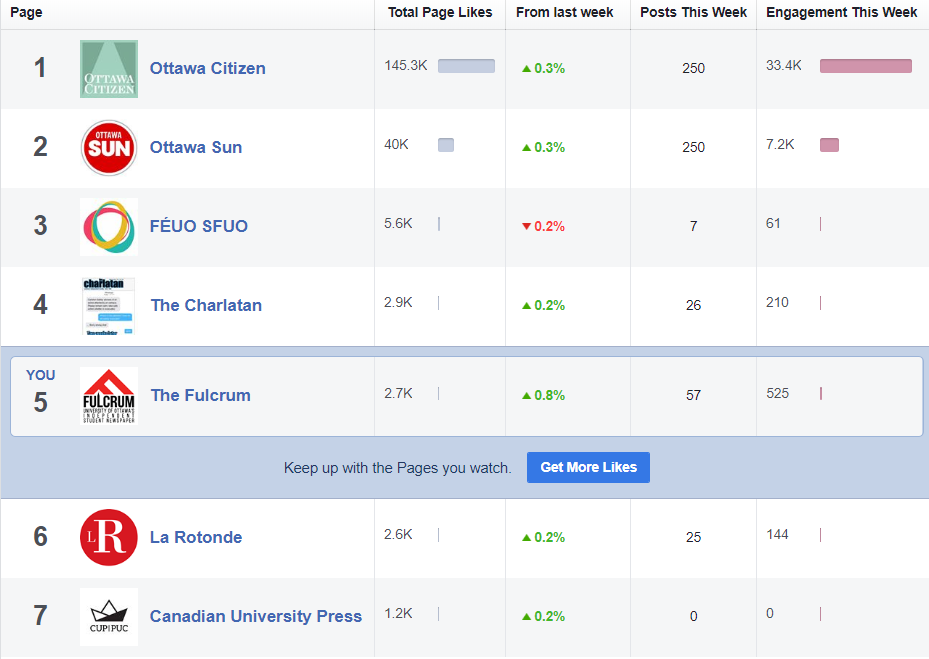 Page Total Page Likes From last week Posts This Week Engagement This Week
1 OTTAWA CITIZEN Ottawa Citizen 145.3K 0.3% 250 33.4K
2 OTTAWA SUN Ottawa Sun 40K 0.3% 250 7.2K
3 FÉUO SFUO 5.6K 0.2% 7 61
4 charlatan The Charlatan 2.9K 0.2% 26 210
YOU
5 FULCRUM UNIVERSITY OF OTTAWA'S INDEPENDENT STUDENT NEWSPAPER The Fulcrum 2.7K 0.8% 57 525
Keep up with the Pages you watch. Get More Likes
6 LR La Rotonde 2.6K 0.2% 25 144
7 CUP|PUC Canadian University Press 1.2K 0.2% 0 0